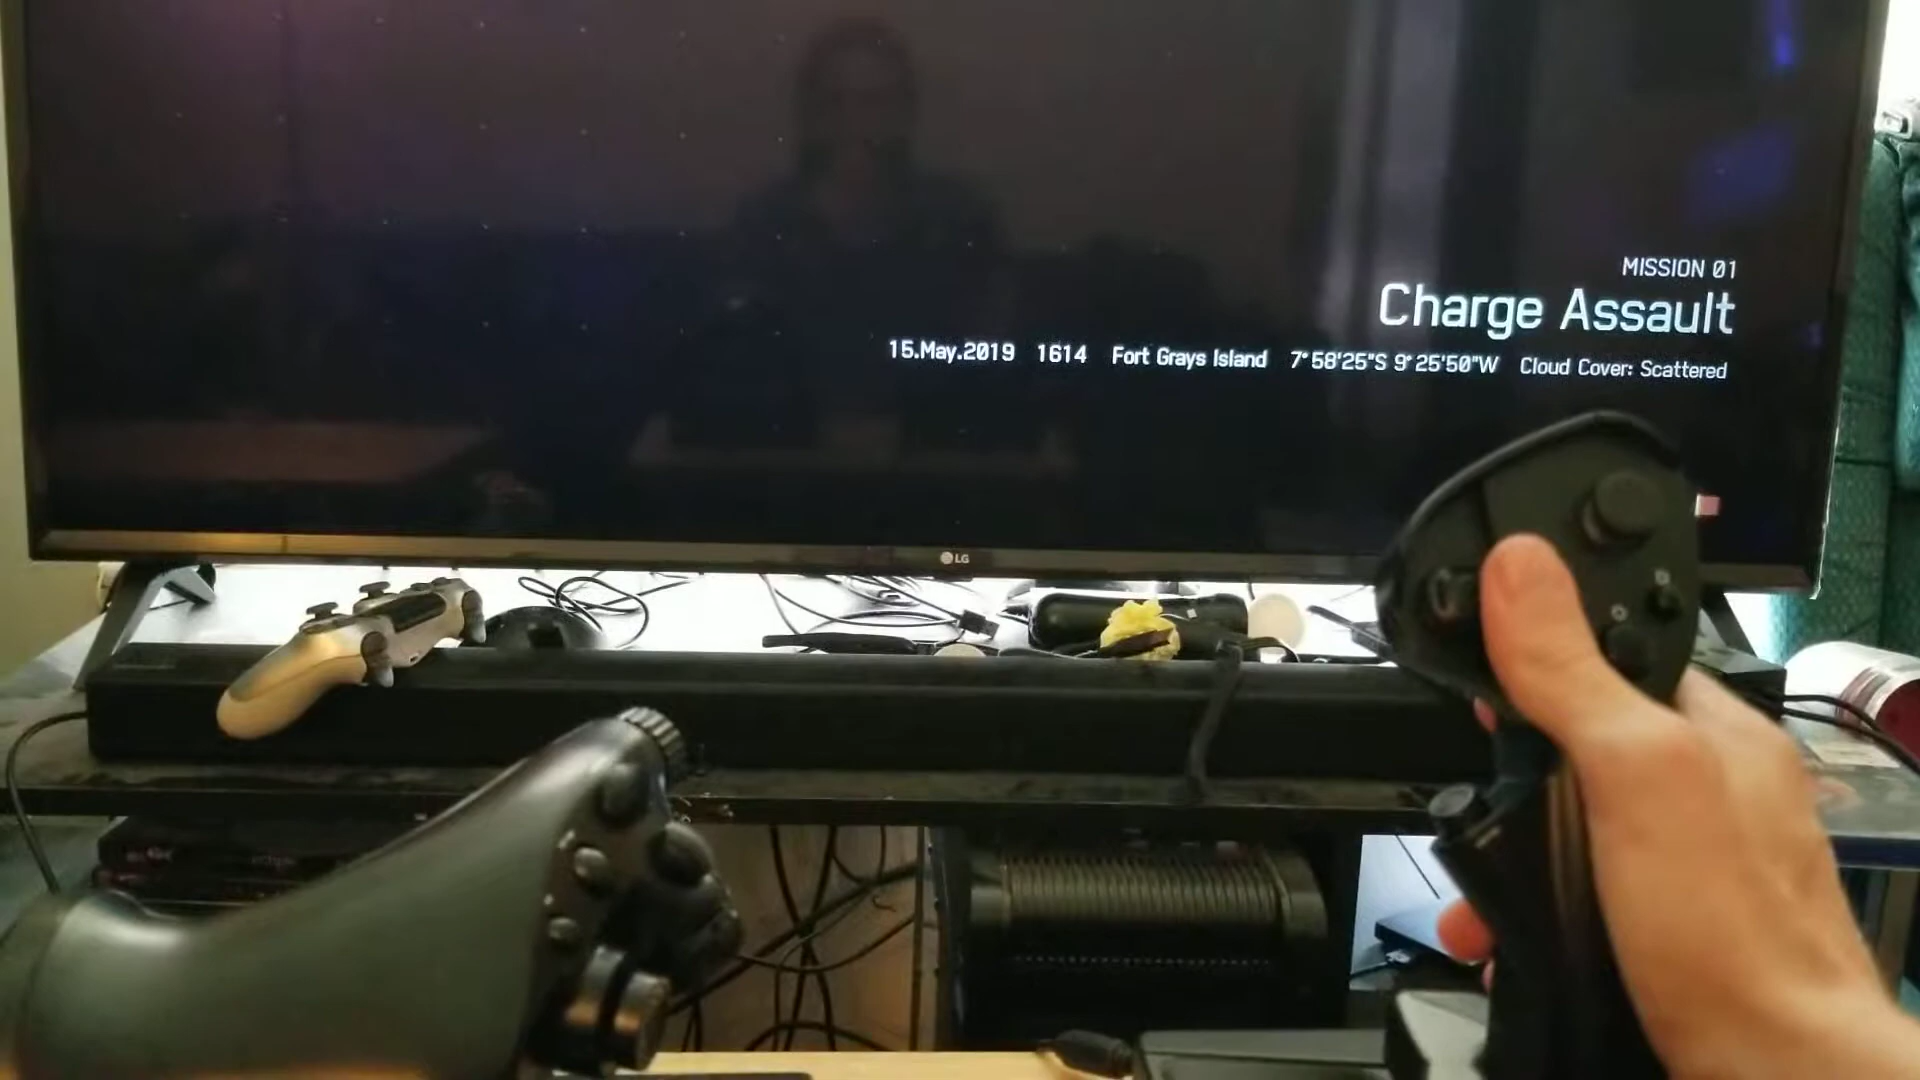 MISSION 01
Charge Assault
15.May.2019 1614 Fort Grays Island 7°58'25"S 9°25'50"W Cloud Cover: Scattered
LG